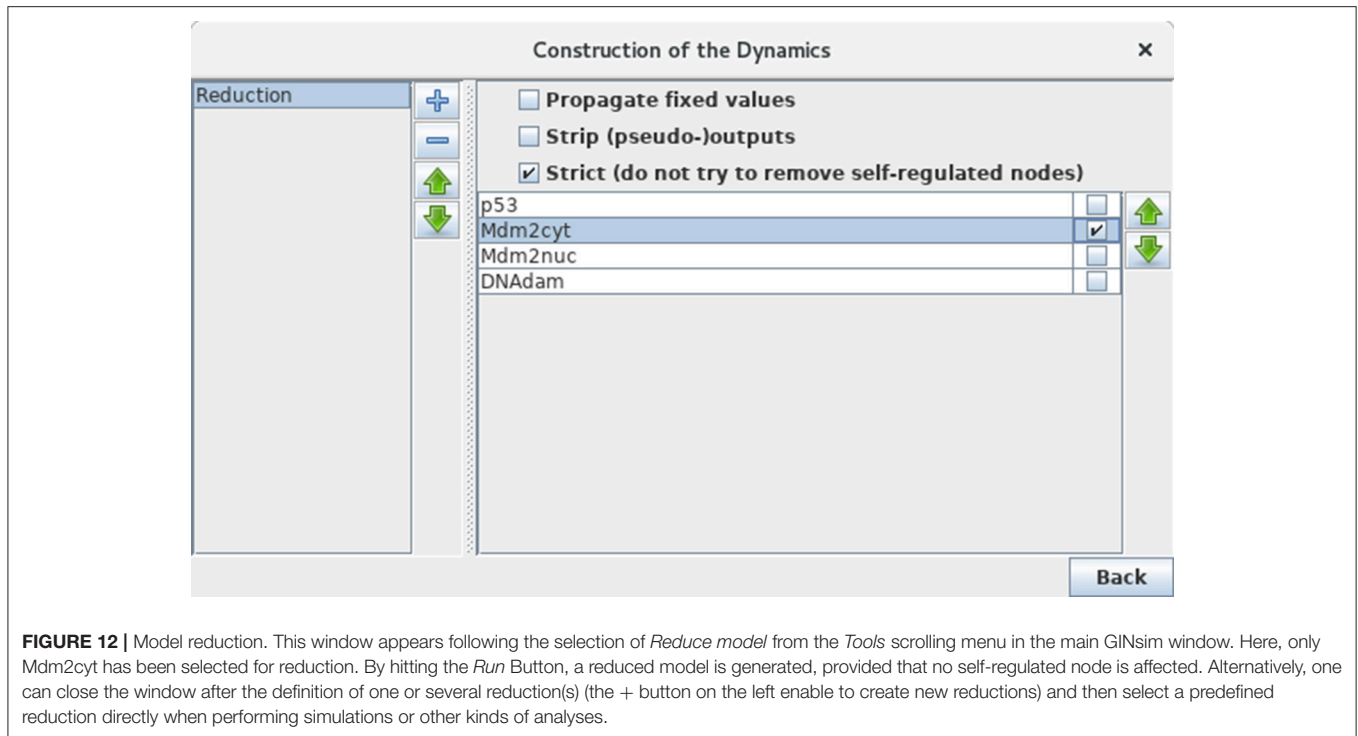 Construction of the Dynamics
Reduction
Propagate fixed values
Strip (pseudo-)outputs
Strict (do not try to remove self-regulated nodes)
p53
Mdm2cyt
Mdm2nuc
DNAdam
Back
FIGURE 12 | Model reduction. This window appears following the selection of Reduce model from the Tools scrolling menu in the main GINsim window. Here, only
Mdm2cyt has been selected for reduction. By hitting the Run Button, a reduced model is generated, provided that no self-regulated node is affected. Alternatively, one
can close the window after the definition of one or several reduction(s) (the + button on the left enable to create new reductions) and then select a predefined
reduction directly when performing simulations or other kinds of analyses.